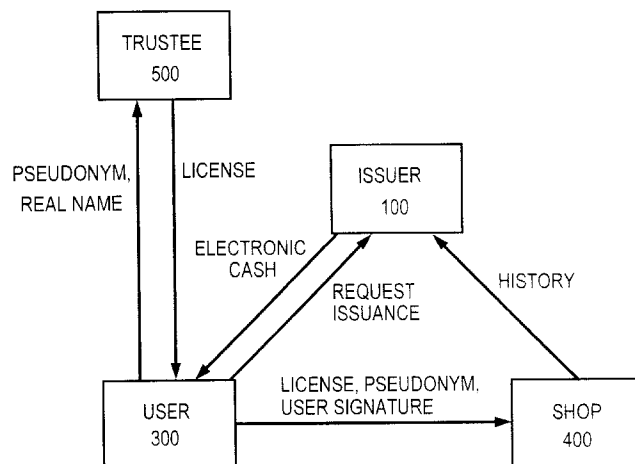 TRUSTEE
500
PSEUDONYM,
REAL NAME
LICENSE
ISSUER
100
ELECTRONIC
CASH
REQUEST
ISSUANCE
HISTORY
LICENSE, PSEUDONYM,
USER SIGNATURE
USER
300
SHOP
400